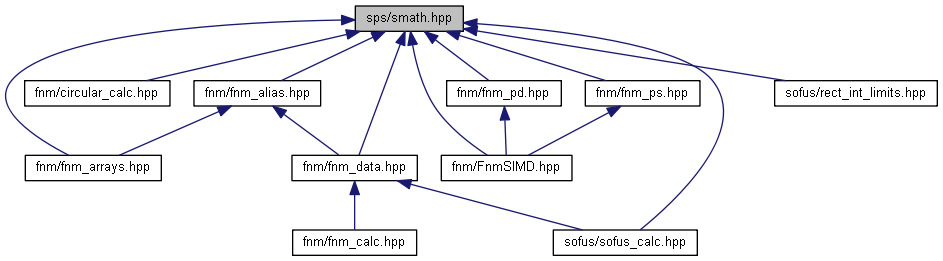 sps/smath.hpp
fnm/circular_calc.hpp
fnm/fnm_alias.hpp
fnm/fnm_pd.hpp
fnm/fnm_ps.hpp
sofus/rect_int_limits.hpp
fnm/fnm_arrays.hpp
fnm/fnm_data.hpp
fnm/FnmSIMD.hpp
fnm/fnm_calc.hpp
sofus/sofus_calc.hpp